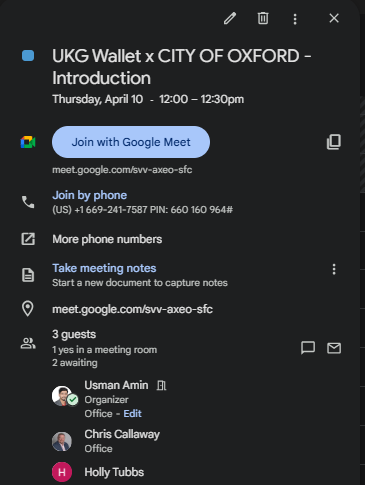 UKG Wallet x CITY OF OXFORD -
Introduction
Thursday, April 10 - 12:00 – 12:30pm
Join with Google Meet
meet.google.com/svv-axeo-sfc
Join by phone
(US) +1 669-241-7587 PIN: 660 160 964#
More phone numbers
Take meeting notes
Start a new document to capture notes
meet.google.com/svv-axeo-sfc
3 guests
1 yes in a meeting room
2 awaiting
Usman Amin
Organizer
Office - Edit
Chris Callaway
Office
H Holly Tubbs